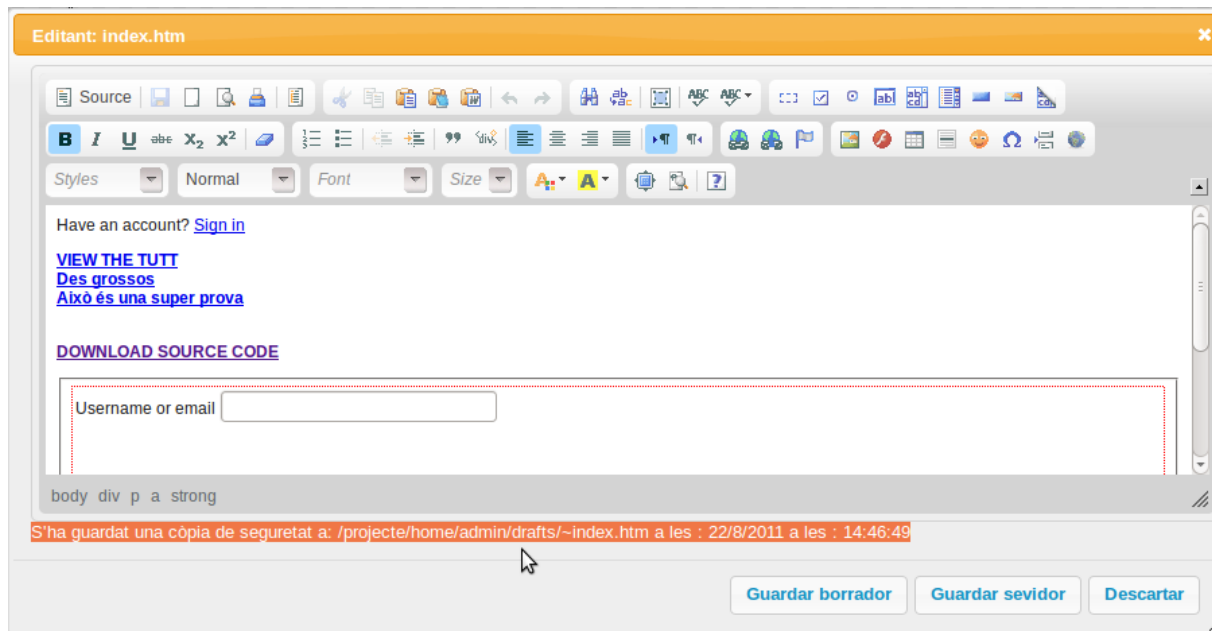 Editant: index.htm
Source
B I U abc X₂ X²
Styles Normal Font Size
Have an account? Sign in
VIEW THE TUTT
Des grossos
Això és una super prova
DOWNLOAD SOURCE CODE
Username or email
body div p a strong
S'ha guardat una còpia de seguretat a: /projecte/home/admin/drafts/~index.htm a les : 22/8/2011 a les : 14:46:49
Guardar borrador Guardar sevidor Descartar